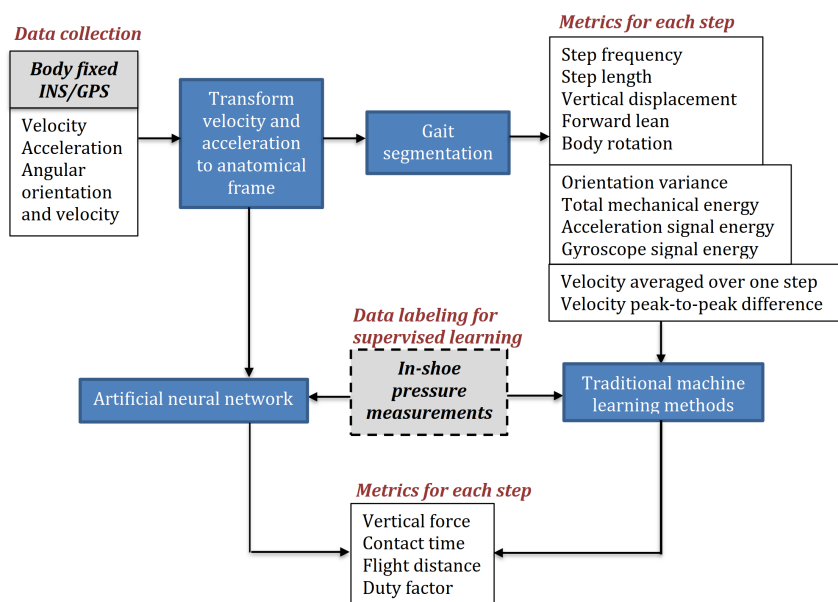 Data collection
Body fixed
INS/GPS
Velocity
Acceleration
Angular
orientation
and velocity
Transform
velocity and
acceleration
to anatomical
frame
Gait
segmentation
Metrics for each step
Step frequency
Step length
Vertical displacement
Forward lean
Body rotation
Orientation variance
Total mechanical energy
Acceleration signal energy
Gyroscope signal energy
Velocity averaged over one step
Velocity peak-to-peak difference
Data labeling for
supervised learning
In-shoe
pressure
measurements
Artificial neural network
Traditional machine
learning methods
Metrics for each step
Vertical force
Contact time
Flight distance
Duty factor